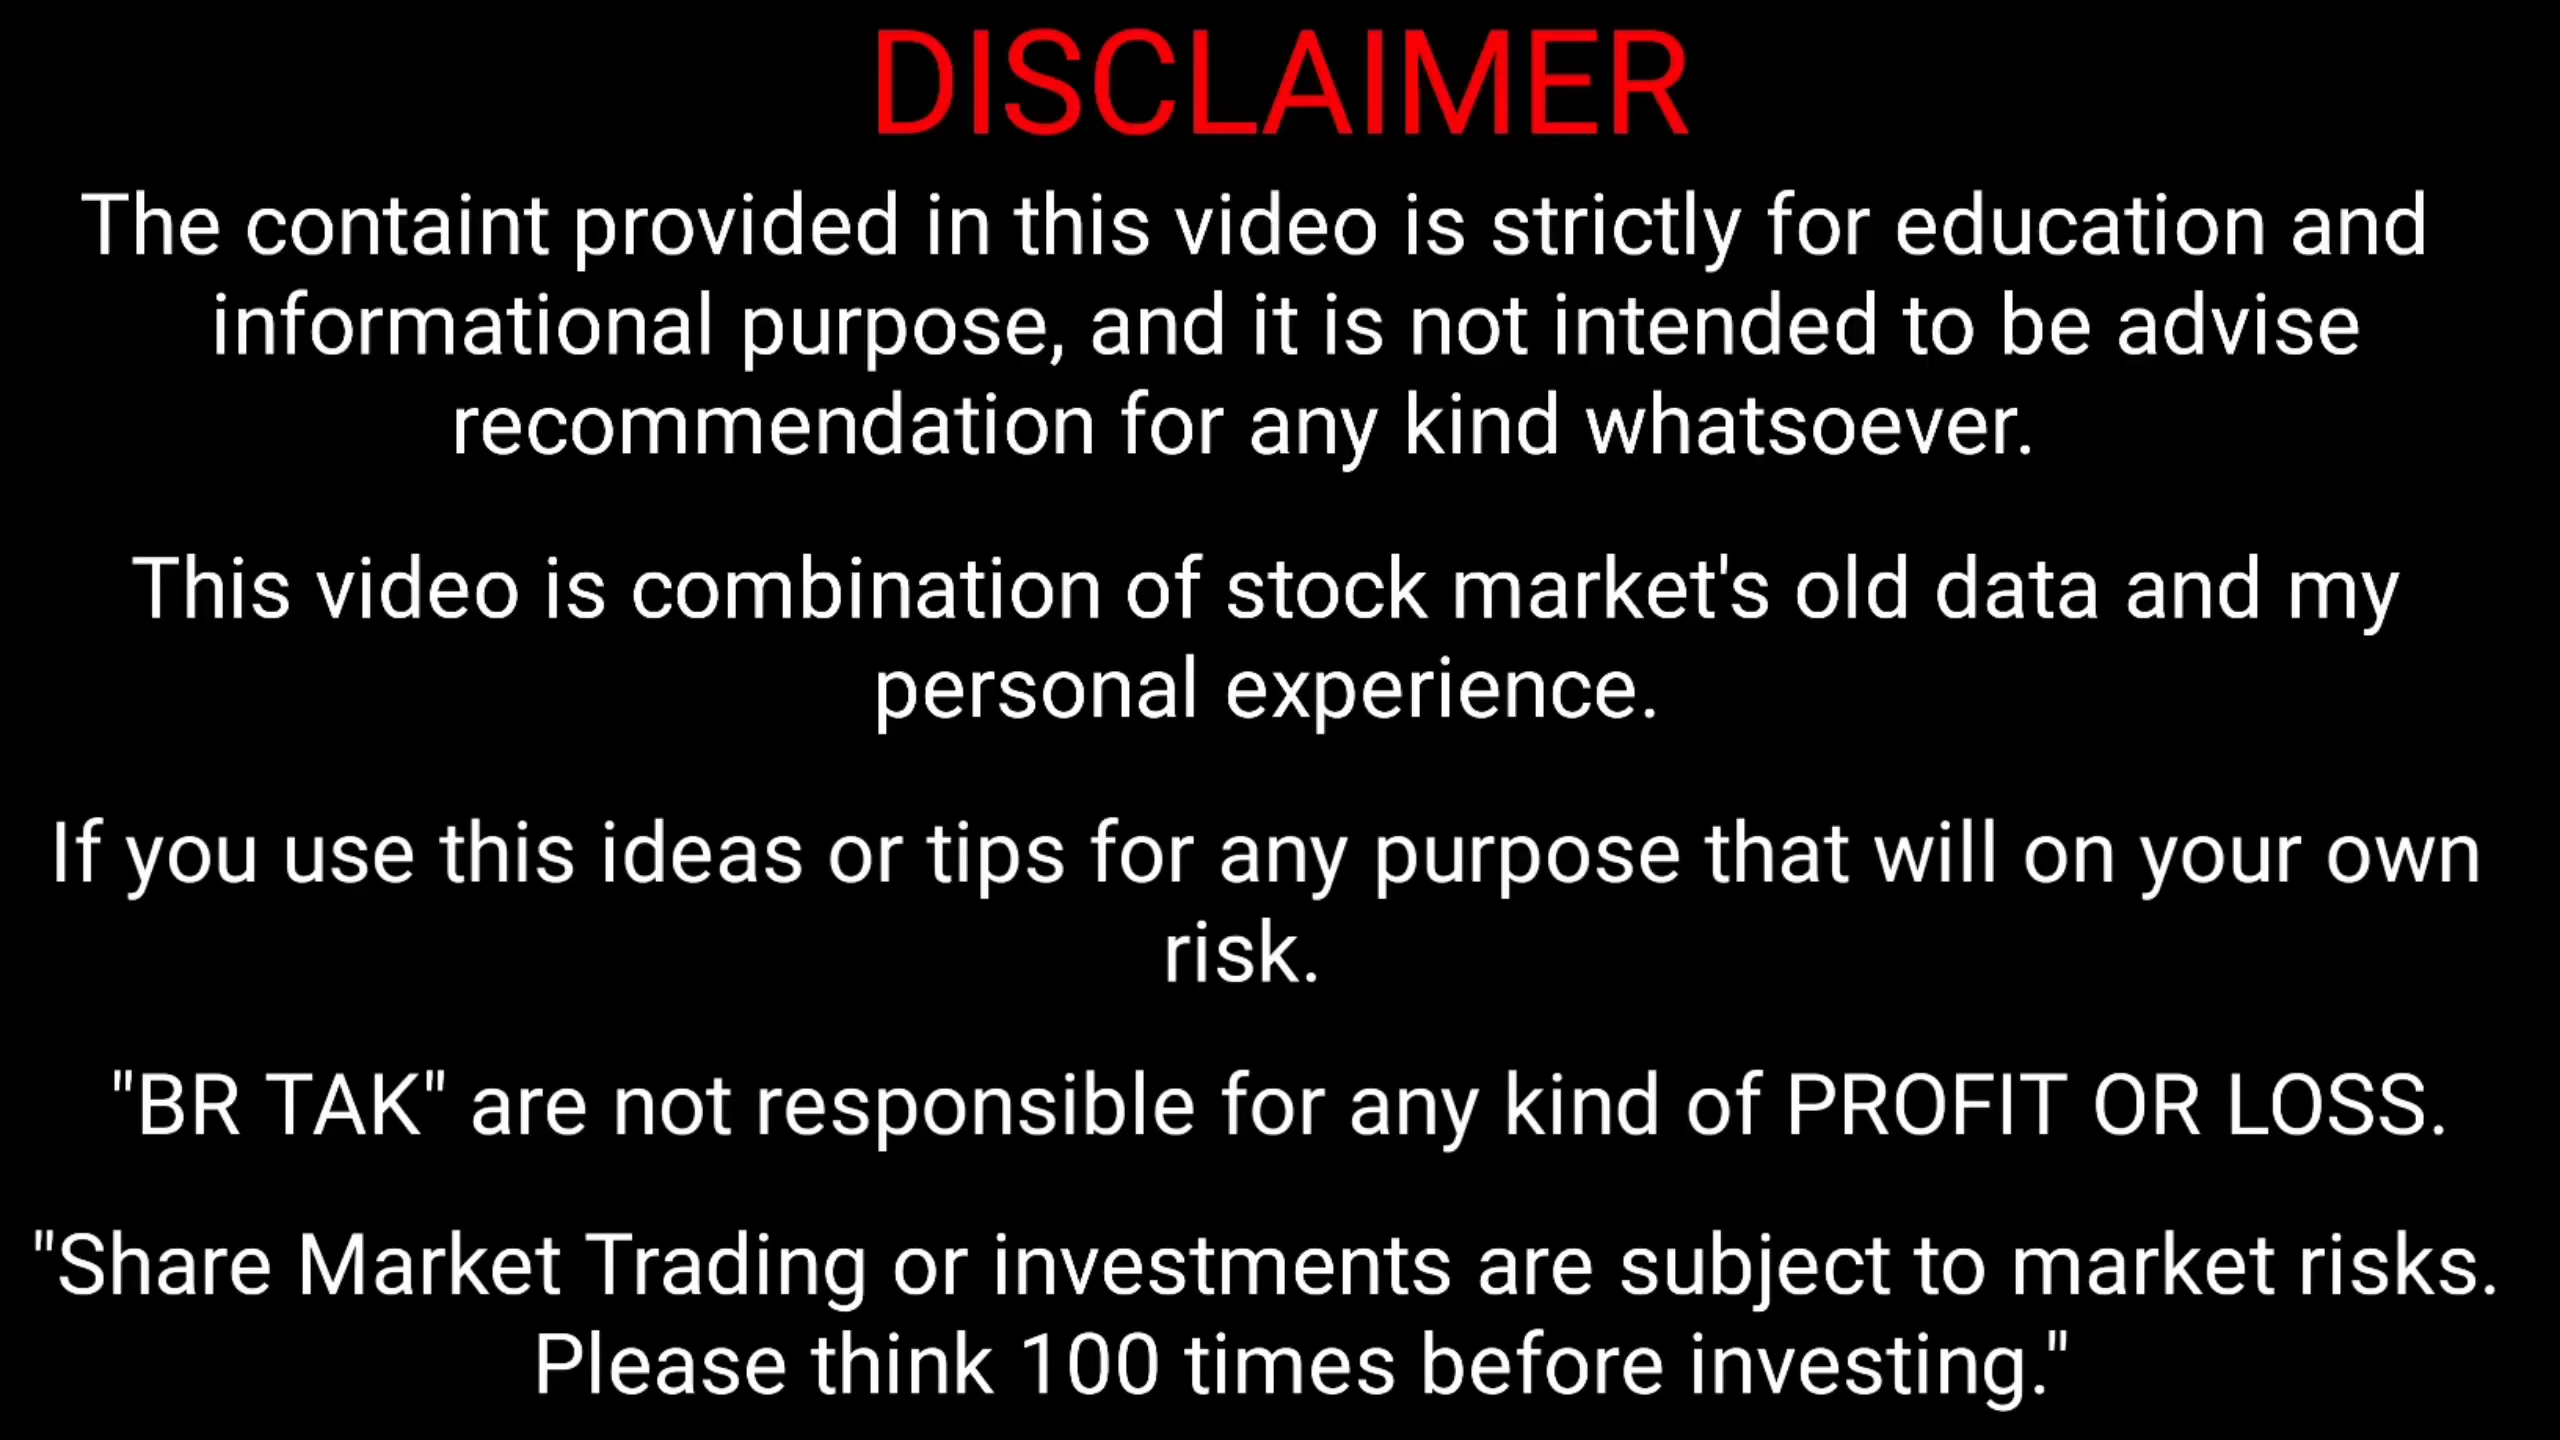 DISCLAIMER
The containt provided in this video is strictly for education and
informational purpose, and it is not intended to be advise
recommendation for any kind whatsoever.
This video is combination of stock market's old data and my
personal experience.
If you use this ideas or tips for any purpose that will on your own
risk.
"BR TAK" are not responsible for any kind of PROFIT OR LOSS.
"Share Market Trading or investments are subject to market risks.
Please think 100 times before investing."